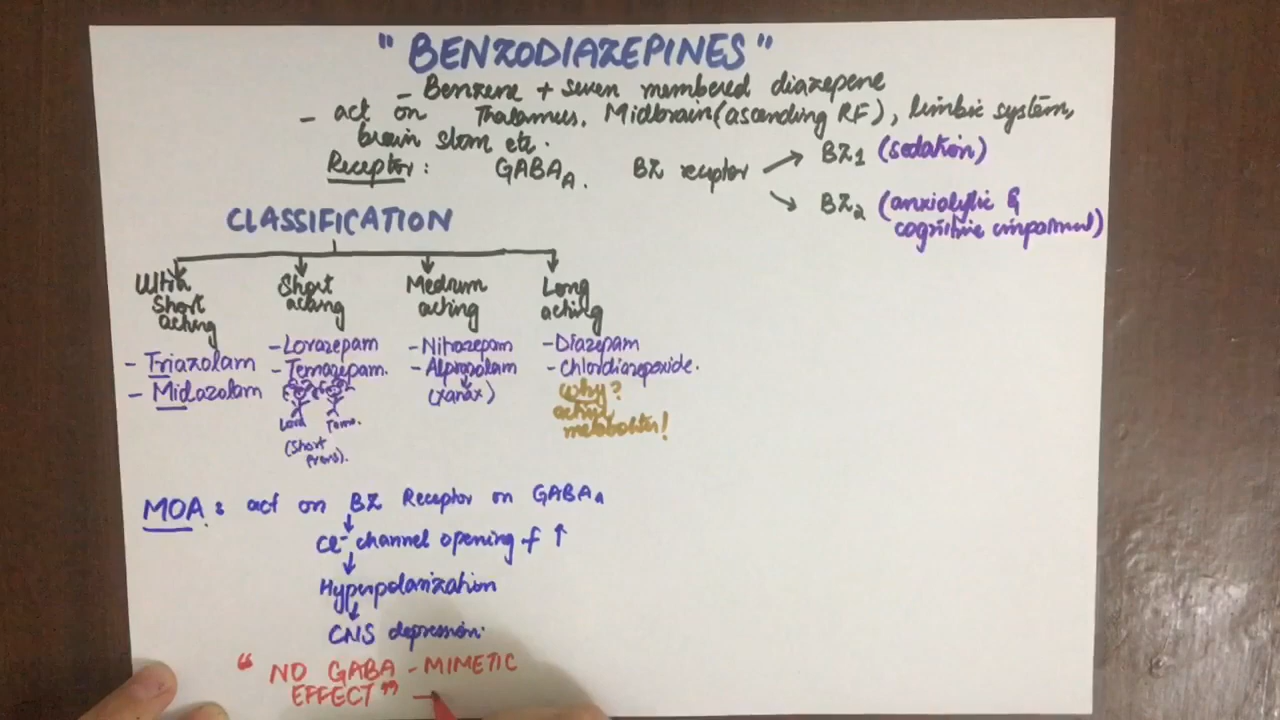 "BENZODIAZEPINES"
- Benzene + seven membered diazepene
- act on Thalamus, Midbrain (ascending RF), limbic system,
brain stem etc.
Receptor: GABAA. BZ receptor → BZ1 (sedation)
→ BZ2 (anxiolytic &
cognitive impairment)
CLASSIFICATION
Ultra
Short
acting
Short
acting
Medium
acting
Long
acting
- Triazolam
- Midazolam
- Lorazepam
- Temazepam.
Lora Tema.
(Short
- Nitrazepam
- Alprazolam
(Xanax)
- Diazepam
- Chlordiazepoxide.
Why?
active
metabolites!
MOA: act on BZ Receptor on GABAA
↓
Cl⁻ channel opening f ↑
↓
Hyperpolarization
↓
CNS depression.
"NO GABA - MIMETIC
EFFECT" →